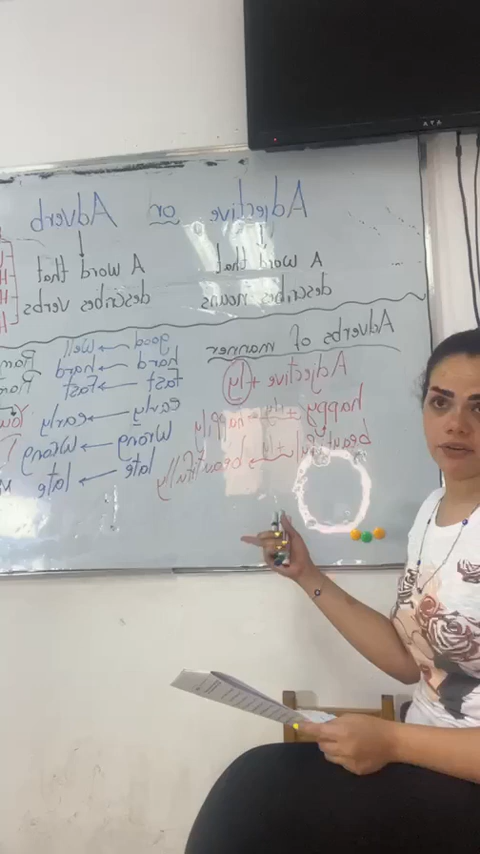 Adjective or Adverb
A word that
describes nouns
A word that
describes verbs
Adverbs of manner
Adjective + ly
happy + ly → happily
beautiful + ly → beautifully
good → well
hard → hard
fast → fast
early → early
Wrong → Wrong
late → late
You